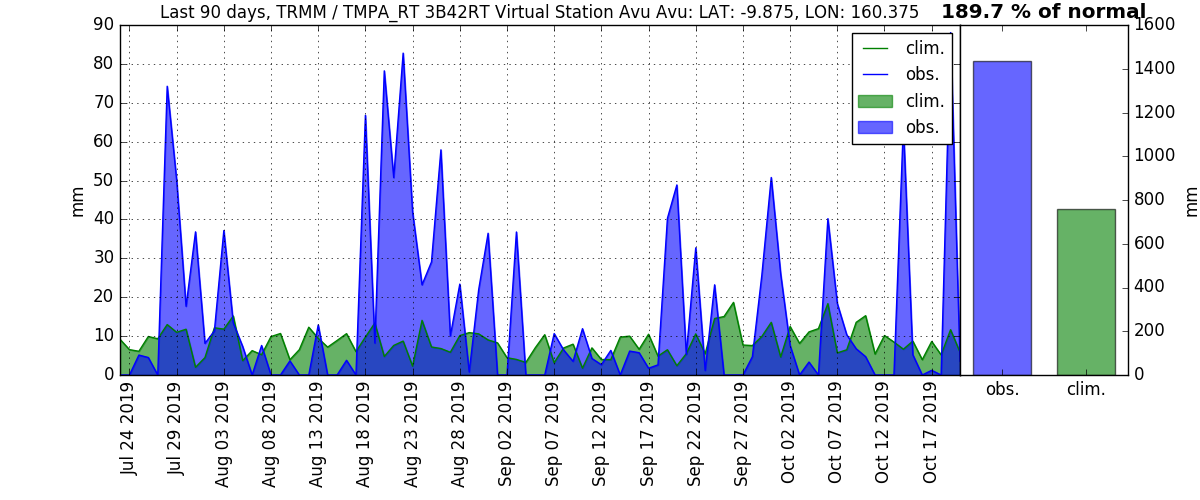 Last 90 days, TRMM / TMPA_RT 3B42RT Virtual Station Avu Avu: LAT: -9.875, LON: 160.375
189.7 % of normal
90
80
70
60
50
40
30
20
10
0
mm
clim.
obs.
clim.
obs.
1600
1400
1200
1000
800
600
400
200
0
mm
Jul 24 2019
Jul 29 2019
Aug 03 2019
Aug 08 2019
Aug 13 2019
Aug 18 2019
Aug 23 2019
Aug 28 2019
Sep 02 2019
Sep 07 2019
Sep 12 2019
Sep 17 2019
Sep 22 2019
Sep 27 2019
Oct 02 2019
Oct 07 2019
Oct 12 2019
Oct 17 2019
obs.
clim.